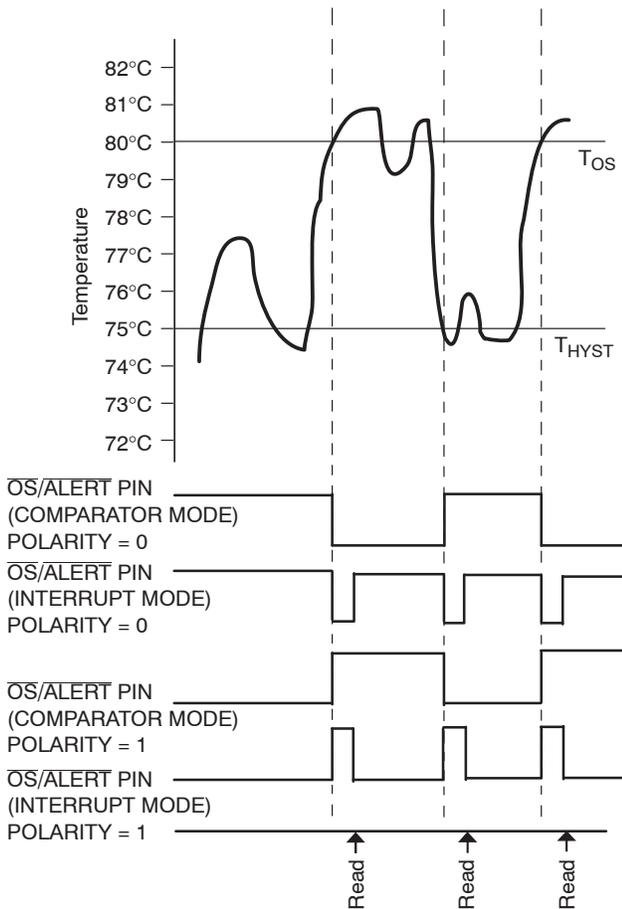 82°C
81°C
80°C
TOS
79°C
78°C
77°C
Temperature
76°C
75°C
THYST
74°C
73°C
72°C
OS/ALERT PIN
(COMPARATOR MODE)
POLARITY = 0
OS/ALERT PIN
(INTERRUPT MODE)
POLARITY = 0
OS/ALERT PIN
(COMPARATOR MODE)
POLARITY = 1
OS/ALERT PIN
(INTERRUPT MODE)
POLARITY = 1
Read
Read
Read